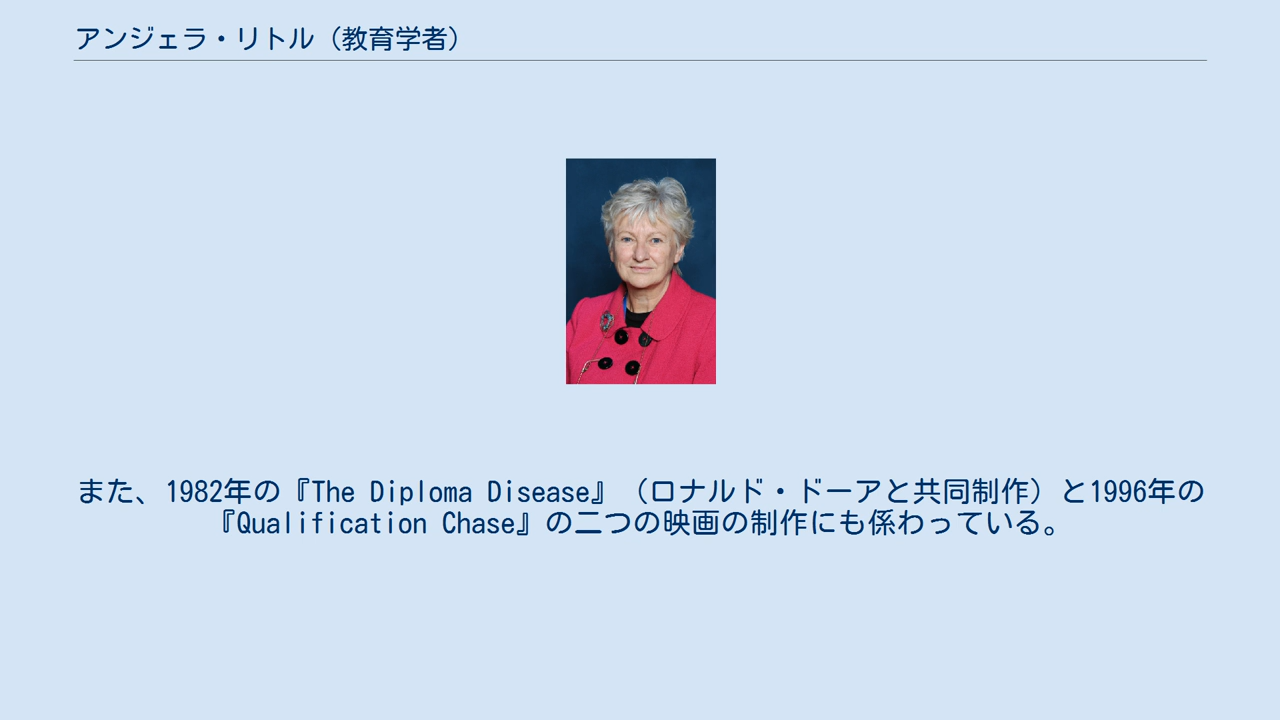 アンジェラ・リトル（教育学者）
また、1982年の『The Diploma Disease』（ロナルド・ドーアと共同制作）と1996年の
『Qualification Chase』の二つの映画の制作にも係わっている。